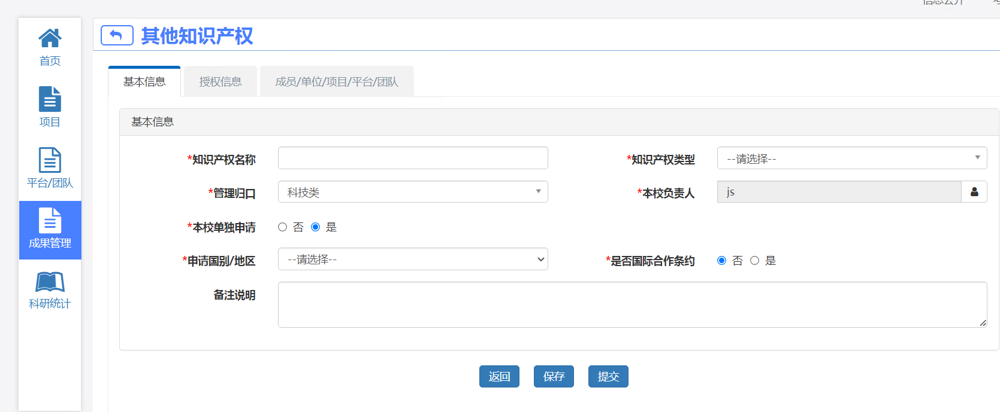 信息公开
首页
项目
平台/团队
成果管理
科研统计
其他知识产权
基本信息 授权信息 成员/单位/项目/平台/团队
基本信息
*知识产权名称 *知识产权类型 --请选择--
*管理归口 科技类 *本校负责人 js
*本校单独申请 否 是
*申请国别/地区 --请选择-- *是否国际合作条约 否 是
备注说明
返回 保存 提交